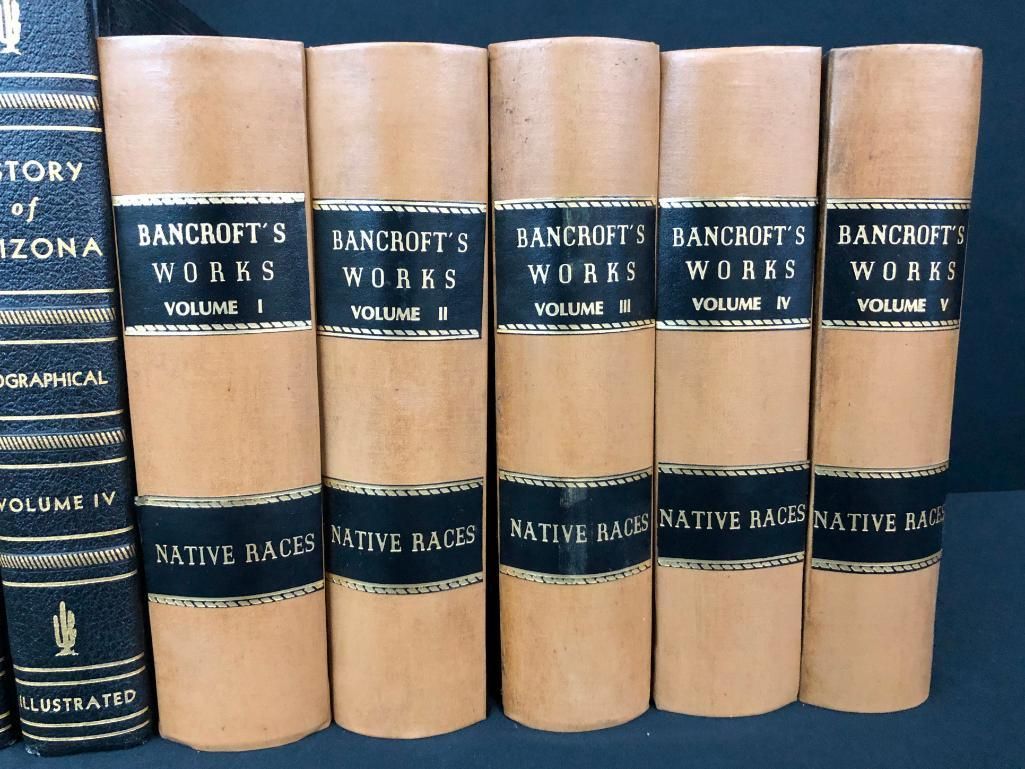 STORY
of
IZONA
OGRAPHICAL
VOLUME IV
ILLUSTRATED
BANCROFT'S
WORKS
VOLUME I
NATIVE RACES
BANCROFT'S
WORKS
VOLUME II
NATIVE RACES
BANCROFT'S
WORKS
VOLUME III
NATIVE RACES
BANCROFT'S
WORKS
VOLUME IV
NATIVE RACES
BANCROFT'S
WORKS
VOLUME V
NATIVE RACES